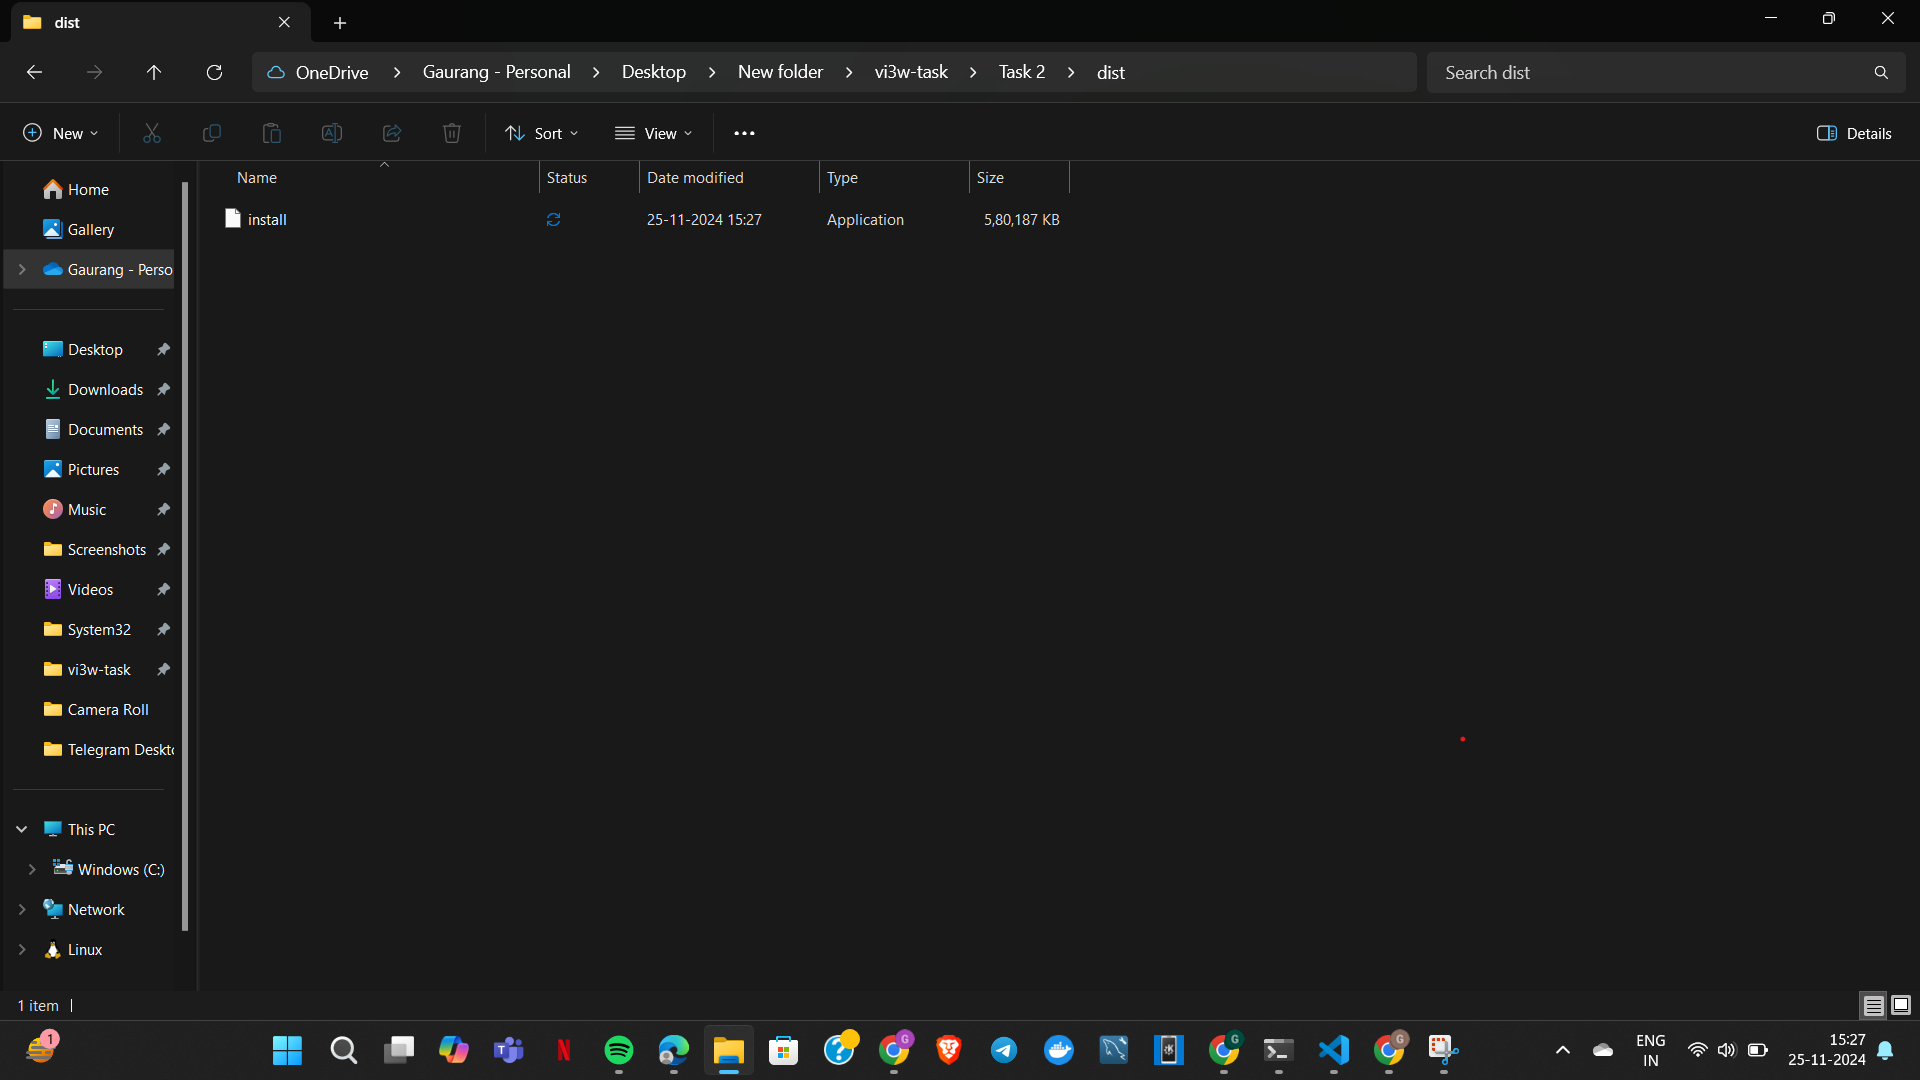 dist
OneDrive > Gaurang - Personal > Desktop > New folder > vi3w-task > Task 2 > dist
Search dist
New
Sort
View
Details
Name Status Date modified Type Size
install 25-11-2024 15:27 Application 5,80,187 KB
Home
Gallery
Gaurang - Perso
Desktop
Downloads
Documents
Pictures
Music
Screenshots
Videos
System32
vi3w-task
Camera Roll
Telegram Deskto
This PC
Windows (C:)
Network
Linux
1 item
1
T
N
?
G
K
G
G
ENG
IN
15:27
25-11-2024